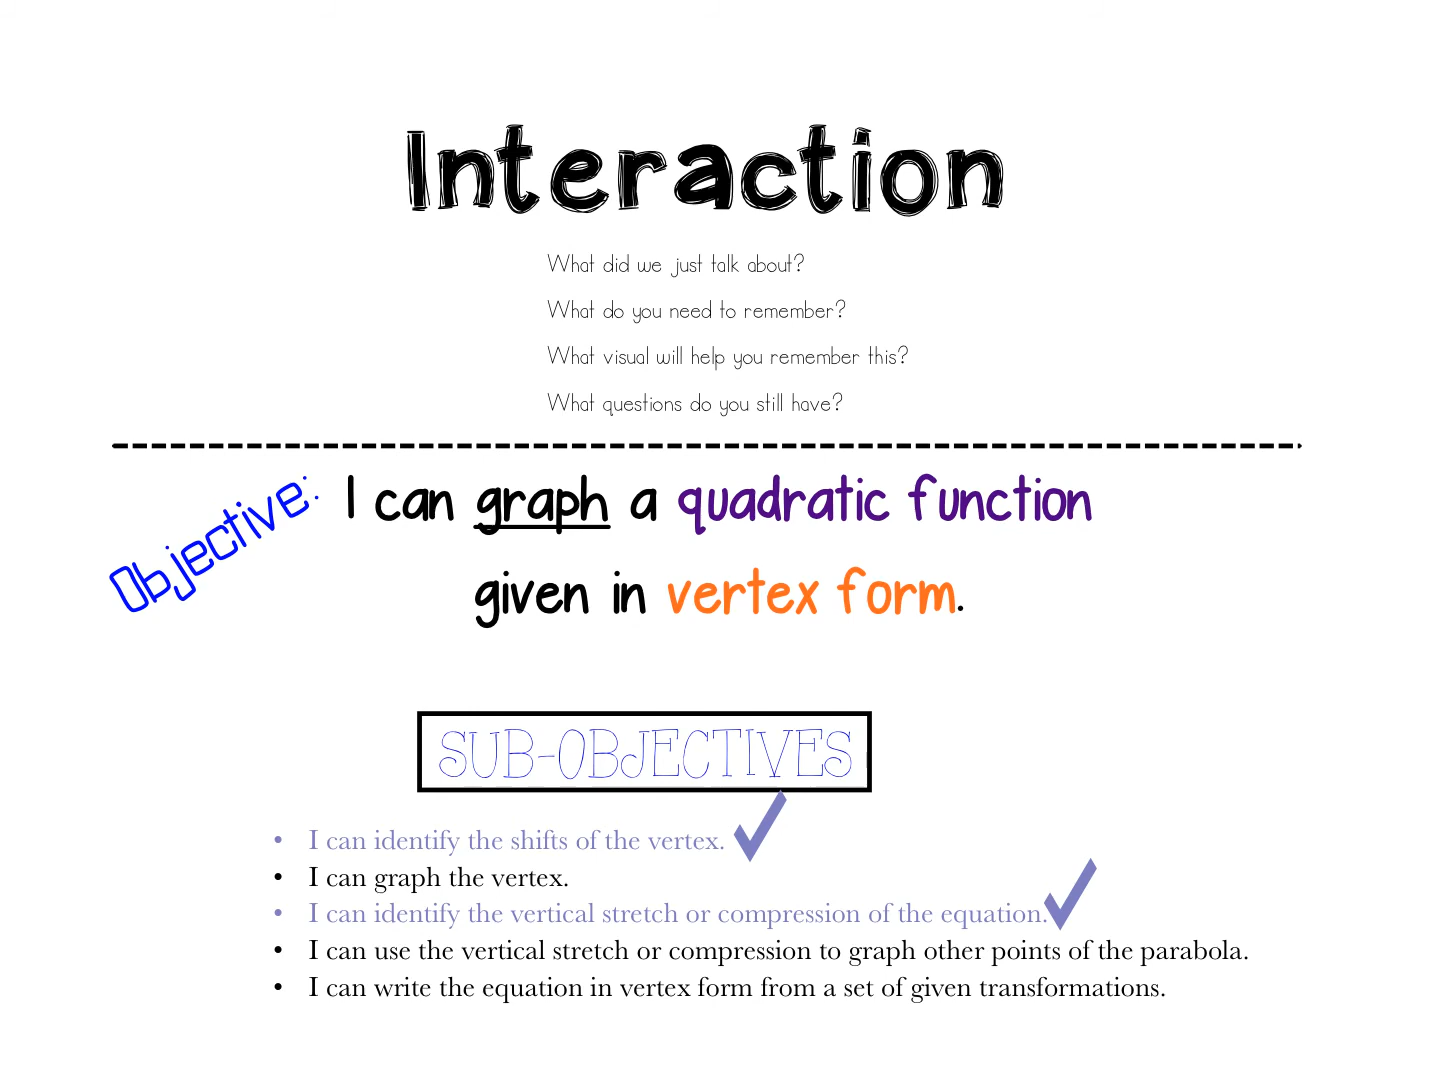 Interaction
What did we just talk about?
What do you need to remember?
What visual will help you remember this?
What questions do you still have?
Objective: I can graph a quadratic function
given in vertex form.
SUB-OBJECTIVES
• I can identify the shifts of the vertex.
• I can graph the vertex.
• I can identify the vertical stretch or compression of the equation.
• I can use the vertical stretch or compression to graph other points of the parabola.
• I can write the equation in vertex form from a set of given transformations.